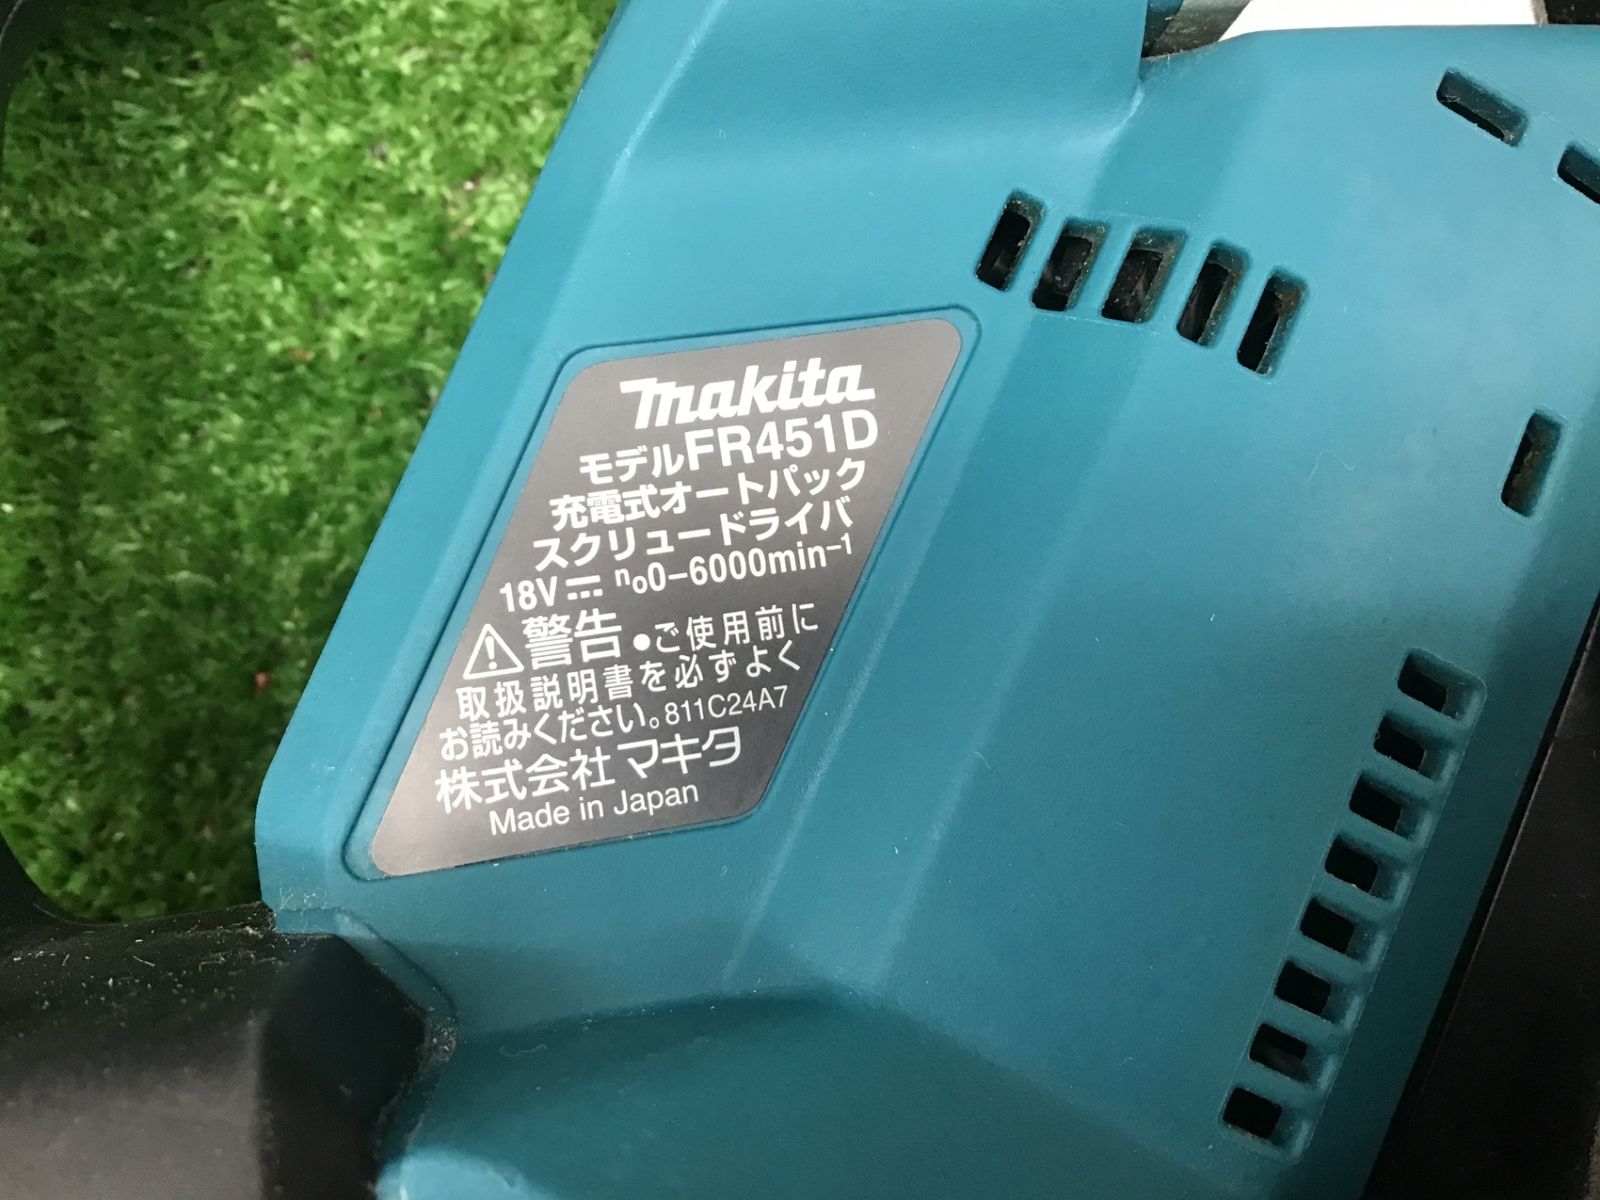 makita
モデルFR451D
充電式オートパック
スクリュードライバ
18V⎓ n₀0-6000min⁻¹
⚠警告 ●ご使用前に
取扱説明書を必ずよく
お読みください。811C24A7
株式会社マキタ
Made in Japan